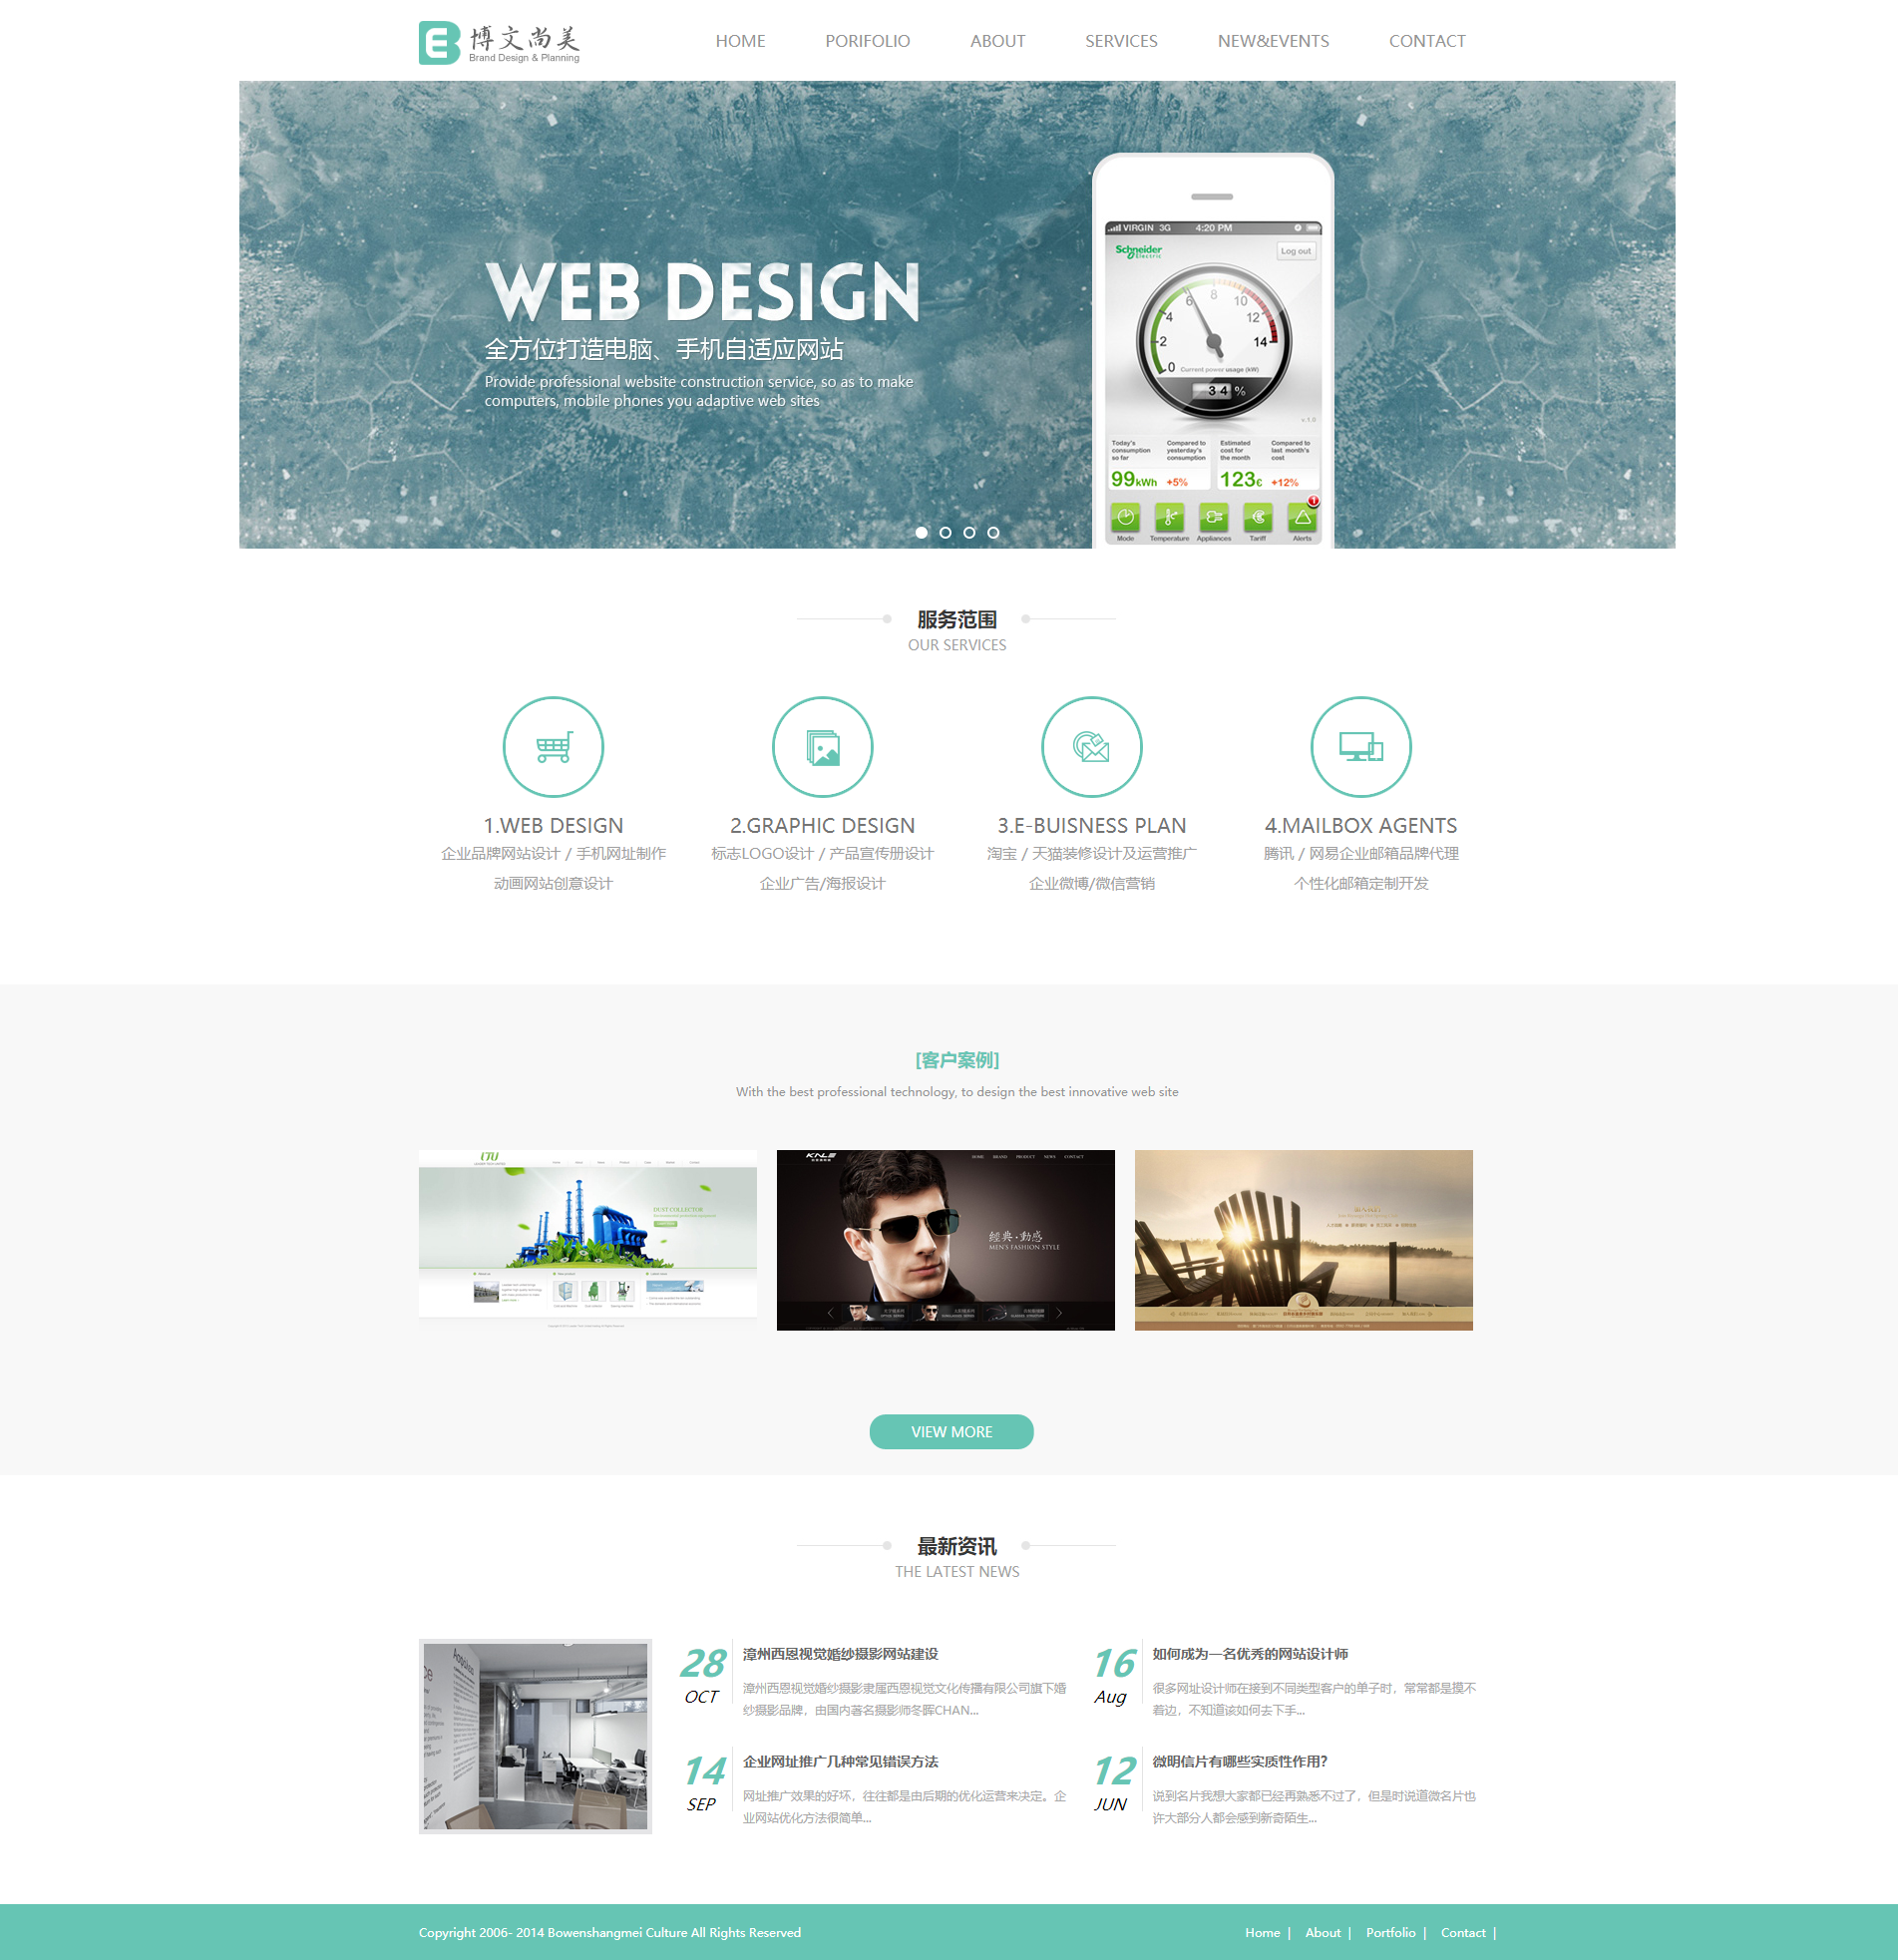 博文尚美
Brand Design & Planning
HOME
PORIFOLIO
ABOUT
SERVICES
NEW&EVENTS
CONTACT
WEB DESIGN
全方位打造电脑、手机自适应网站
Provide professional website construction service, so as to make
computers, mobile phones you adaptive web sites
VIRGIN 3G 4:20 PM
Schneider
Electric
Log out
0 2 4 6 8 10 12 14
Current power usage (kW)
3 4 %
v.1.0
Today's
consumption
so far
Compared to
yesterday's
consumption
Estimated
cost for
the month
Compared to
last month's
cost
99kWh +5%
123€ +12%
1
Mode
Temperature
Appliances
Tariff
Alerts
服务范围
OUR SERVICES
1.WEB DESIGN
企业品牌网站设计 / 手机网址制作
动画网站创意设计
2.GRAPHIC DESIGN
标志LOGO设计 / 产品宣传册设计
企业广告/海报设计
3.E-BUISNESS PLAN
淘宝 / 天猫装修设计及运营推广
企业微博/微信营销
4.MAILBOX AGENTS
腾讯 / 网易企业邮箱品牌代理
个性化邮箱定制开发
[客户案例]
With the best professional technology, to design the best innovative web site
LTU
DUST COLLECTOR
KNLE
HOME BRAND PRODUCT NEWS CONTACT
經典·動感
MEN'S FASHION STYLE
VIEW MORE
最新资讯
THE LATEST NEWS
28
OCT
漳州西恩视觉婚纱摄影网站建设
漳州西恩视觉婚纱摄影隶属西恩视觉文化传播有限公司旗下婚
纱摄影品牌，由国内著名摄影师冬晖CHAN...
16
Aug
如何成为一名优秀的网站设计师
很多网址设计师在接到不同类型客户的单子时，常常都是摸不
着边，不知道该如何去下手...
14
SEP
企业网址推广几种常见错误方法
网址推广效果的好坏，往往都是由后期的优化运营来决定。企
业网站优化方法很简单...
12
JUN
微明信片有哪些实质性作用？
说到名片我想大家都已经再熟悉不过了，但是时说道微名片也
许大部分人都会感到新奇陌生...
Copyright 2006- 2014 Bowenshangmei Culture All Rights Reserved
Home | About | Portfolio | Contact |